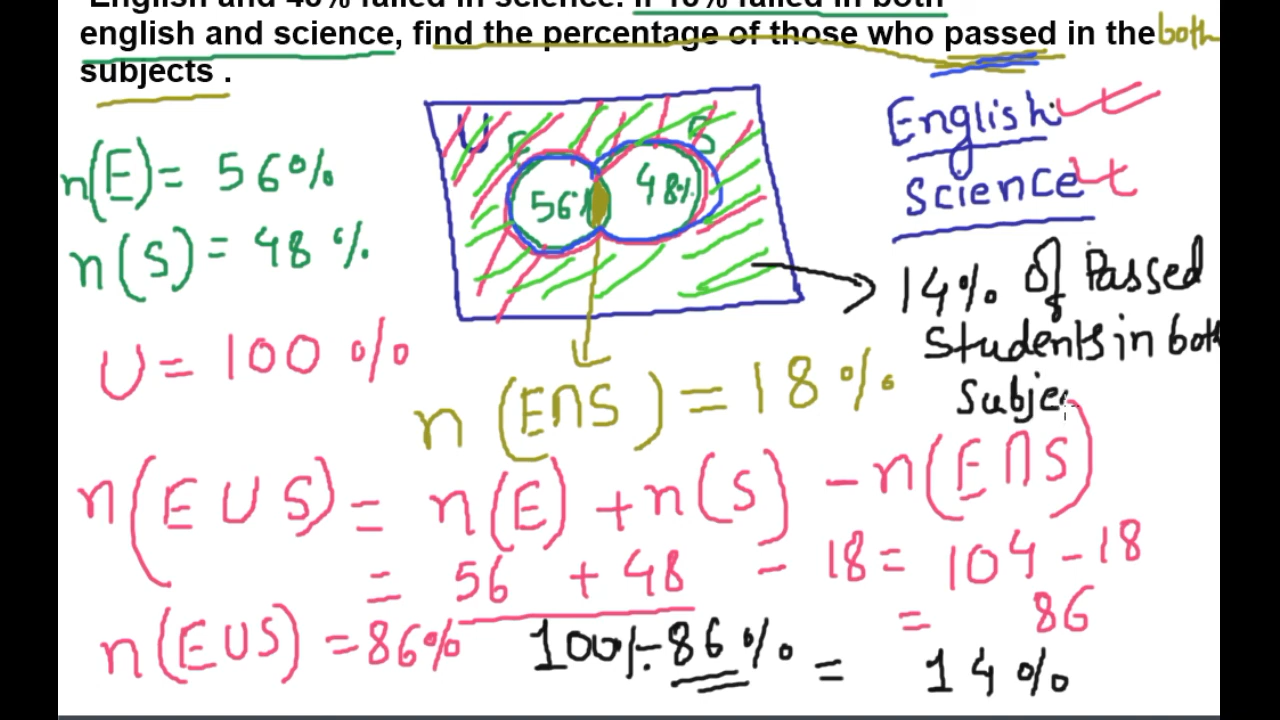 english and science, find the percentage of those who passed in the both
subjects .
English
Science
n(E) = 56%
n(S) = 48 %
U = 100 %
U
S
56%
48%
14% of Passed
Students in both
Subje
n (E∩S) = 18%
n(E U S) = n(E) + n(S) - n(E ∩ S)
= 56 + 48 - 18 = 104 - 18
= 86
n(EUS) = 86%
100%-86% = 14%